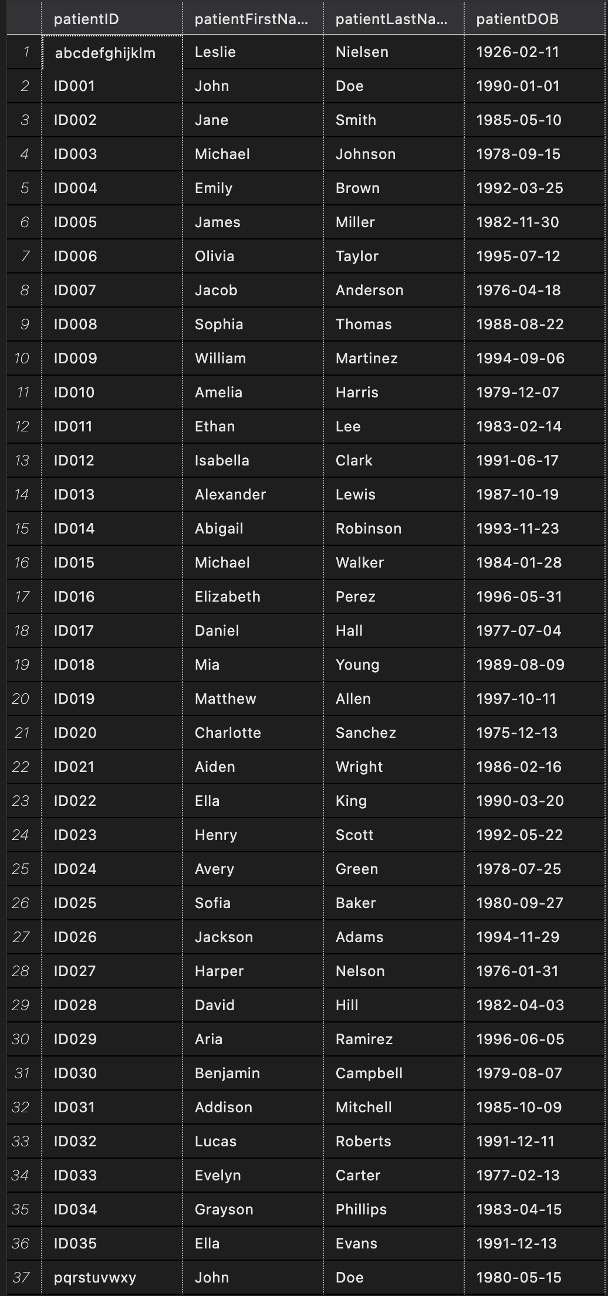 patientID patientFirstNa... patientLastNa... patientDOB
1 abcdefghijklm Leslie Nielsen 1926-02-11
2 ID001 John Doe 1990-01-01
3 ID002 Jane Smith 1985-05-10
4 ID003 Michael Johnson 1978-09-15
5 ID004 Emily Brown 1992-03-25
6 ID005 James Miller 1982-11-30
7 ID006 Olivia Taylor 1995-07-12
8 ID007 Jacob Anderson 1976-04-18
9 ID008 Sophia Thomas 1988-08-22
10 ID009 William Martinez 1994-09-06
11 ID010 Amelia Harris 1979-12-07
12 ID011 Ethan Lee 1983-02-14
13 ID012 Isabella Clark 1991-06-17
14 ID013 Alexander Lewis 1987-10-19
15 ID014 Abigail Robinson 1993-11-23
16 ID015 Michael Walker 1984-01-28
17 ID016 Elizabeth Perez 1996-05-31
18 ID017 Daniel Hall 1977-07-04
19 ID018 Mia Young 1989-08-09
20 ID019 Matthew Allen 1997-10-11
21 ID020 Charlotte Sanchez 1975-12-13
22 ID021 Aiden Wright 1986-02-16
23 ID022 Ella King 1990-03-20
24 ID023 Henry Scott 1992-05-22
25 ID024 Avery Green 1978-07-25
26 ID025 Sofia Baker 1980-09-27
27 ID026 Jackson Adams 1994-11-29
28 ID027 Harper Nelson 1976-01-31
29 ID028 David Hill 1982-04-03
30 ID029 Aria Ramirez 1996-06-05
31 ID030 Benjamin Campbell 1979-08-07
32 ID031 Addison Mitchell 1985-10-09
33 ID032 Lucas Roberts 1991-12-11
34 ID033 Evelyn Carter 1977-02-13
35 ID034 Grayson Phillips 1983-04-15
36 ID035 Ella Evans 1991-12-13
37 pqrstuvwxy John Doe 1980-05-15